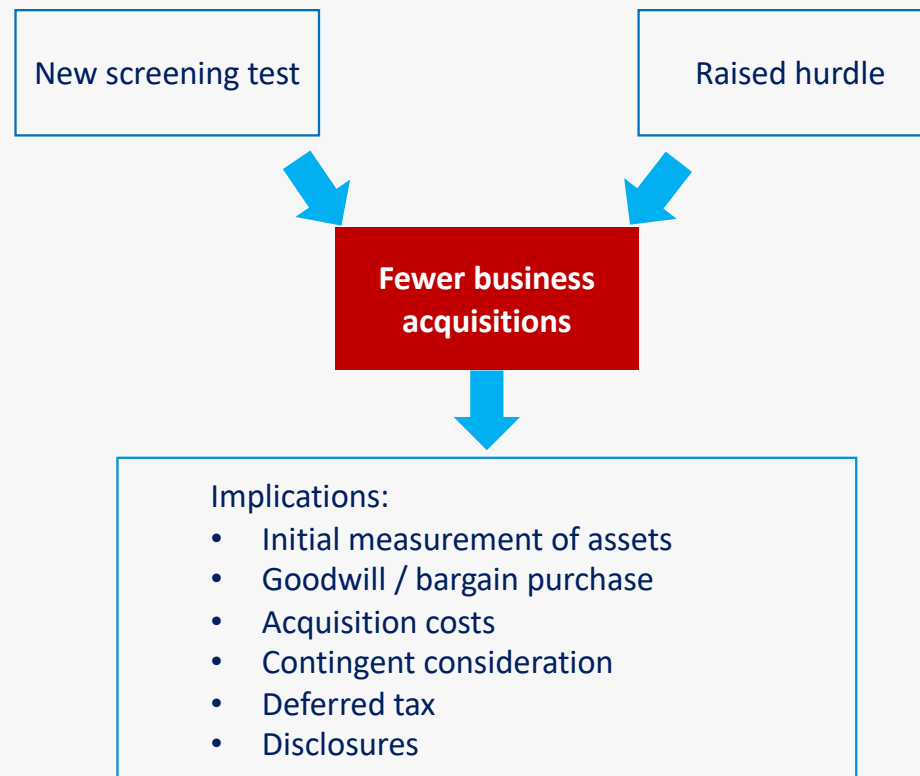 New screening test
Raised hurdle
Fewer business
acquisitions
Implications:
• Initial measurement of assets
• Goodwill / bargain purchase
• Acquisition costs
• Contingent consideration
• Deferred tax
• Disclosures